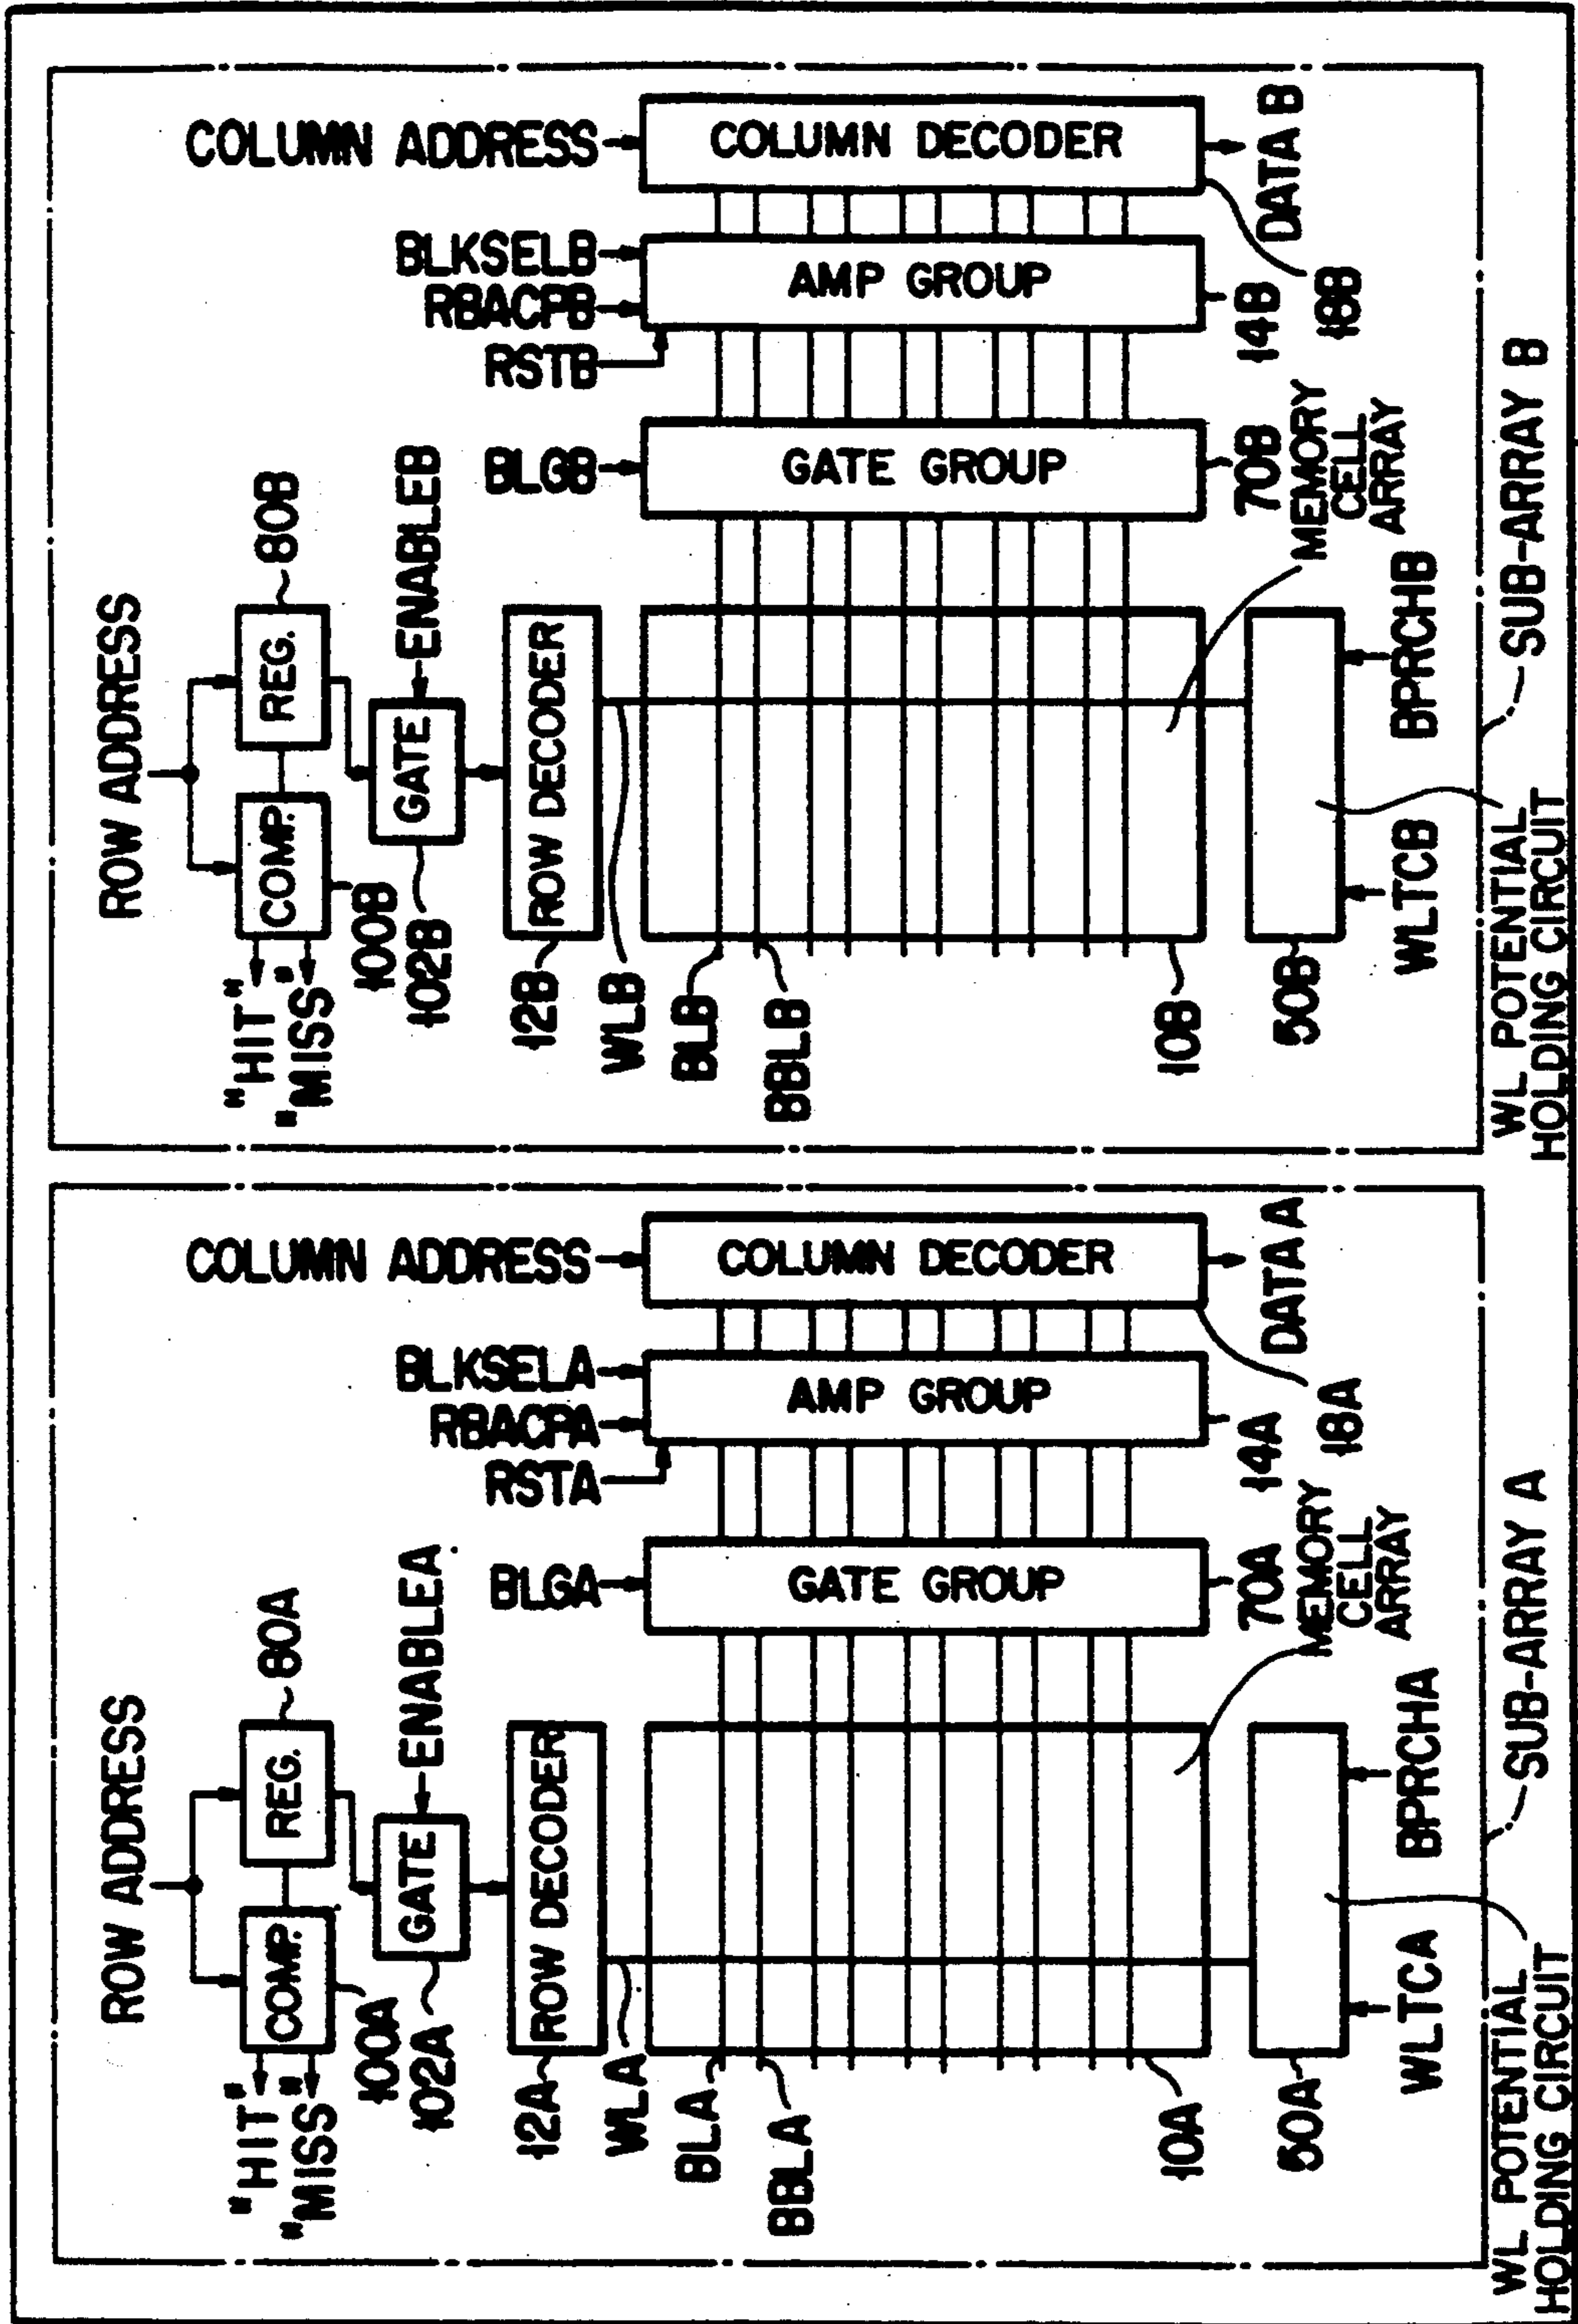 ROW ADDRESS
COMP.
REG.
80A
"HIT"
"MISS"
100A
102A
GATE
ENABLEA
12A
ROW DECODER
WLA
BLA
BBLA
10A
50A
WLTCA
BPRCHA
WL POTENTIAL
HOLDING CIRCUIT
MEMORY
CELL
ARRAY
BLGA
GATE GROUP
70A
RSTA
RBACPA
BLKSELA
AMP GROUP
14A
COLUMN ADDRESS
COLUMN DECODER
18A
DATA A
SUB-ARRAY A
ROW ADDRESS
COMP.
REG.
80B
"HIT"
"MISS"
100B
102B
GATE
ENABLEB
12B
ROW DECODER
WLB
BLB
BBLB
10B
50B
WLTCB
BPRCHB
WL POTENTIAL
HOLDING CIRCUIT
MEMORY
CELL
ARRAY
BLGB
GATE GROUP
70B
RSTB
RBACPB
BLKSELB
AMP GROUP
14B
COLUMN ADDRESS
COLUMN DECODER
18B
DATA B
SUB-ARRAY B